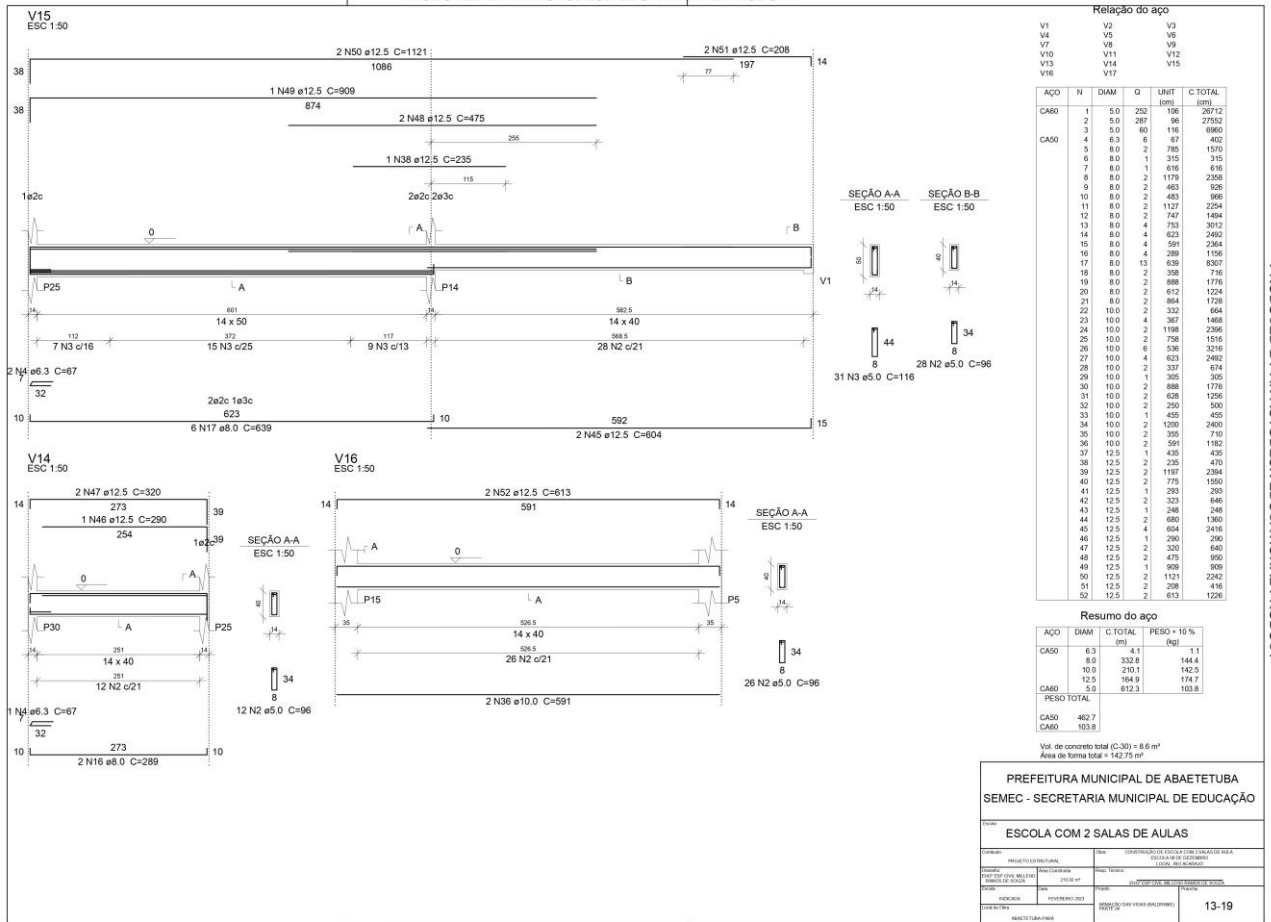 V15
ESC 1:50
2 N50 ø12.5 C=1121
1086
38
2 N51 ø12.5 C=208
197
14
77
1 N49 ø12.5 C=909
874
38
2 N48 ø12.5 C=475
255
1 N38 ø12.5 C=235
115
1ø2c
2ø2c 2ø3c
0
A
B
P25
A
P14
B
V1
14
601
14
582.5
14 x 50
14 x 40
112
372
117
568.5
7 N3 c/16
15 N3 c/25
9 N3 c/13
28 N2 c/21
2 N4 ø6.3 C=67
7
32
2ø2c 1ø3c
10
623
10
6 N17 ø8.0 C=639
592
15
2 N45 ø12.5 C=604
SEÇÃO A-A
ESC 1:50
50
14
44
8
31 N3 ø5.0 C=116
SEÇÃO B-B
ESC 1:50
40
14
34
8
28 N2 ø5.0 C=96
V14
ESC 1:50
2 N47 ø12.5 C=320
14
273
39
1 N46 ø12.5 C=290
254
39
1ø2c
0
A
P30
A
P25
14
251
14
14 x 40
251
12 N2 c/21
1 N4 ø6.3 C=67
7
32
10
273
10
2 N16 ø8.0 C=289
SEÇÃO A-A
ESC 1:50
40
14
34
8
12 N2 ø5.0 C=96
V16
ESC 1:50
2 N52 ø12.5 C=613
14
591
14
A
0
P15
A
P5
35
526.5
35
14 x 40
526.5
26 N2 c/21
2 N36 ø10.0 C=591
SEÇÃO A-A
ESC 1:50
40
14
34
8
26 N2 ø5.0 C=96
Relação do aço
V1 V2 V3
V4 V5 V6
V7 V8 V9
V10 V11 V12
V13 V14 V15
V16 V17
AÇO N DIAM Q UNIT C.TOTAL
(cm) (cm)
CA60 1 5.0 252 106 26712
2 5.0 287 96 27552
3 5.0 60 116 6960
CA50 4 6.3 6 67 402
5 8.0 2 785 1570
6 8.0 1 315 315
7 8.0 1 616 616
8 8.0 2 1179 2358
9 8.0 2 463 926
10 8.0 2 483 966
11 8.0 2 1127 2254
12 8.0 2 747 1494
13 8.0 4 753 3012
14 8.0 4 623 2492
15 8.0 4 591 2364
16 8.0 4 289 1156
17 8.0 13 639 8307
18 8.0 2 358 716
19 8.0 2 888 1776
20 8.0 2 612 1224
21 8.0 2 864 1728
22 10.0 2 332 664
23 10.0 4 367 1468
24 10.0 2 1198 2396
25 10.0 2 758 1516
26 10.0 6 536 3216
27 10.0 4 623 2492
28 10.0 2 337 674
29 10.0 1 305 305
30 10.0 2 888 1776
31 10.0 2 628 1256
32 10.0 2 250 500
33 10.0 1 455 455
34 10.0 2 1200 2400
35 10.0 2 355 710
36 10.0 2 591 1182
37 12.5 1 435 435
38 12.5 2 235 470
39 12.5 2 1197 2394
40 12.5 2 775 1550
41 12.5 1 293 293
42 12.5 2 323 646
43 12.5 1 248 248
44 12.5 2 680 1360
45 12.5 4 604 2416
46 12.5 1 290 290
47 12.5 2 320 640
48 12.5 2 475 950
49 12.5 1 909 909
50 12.5 2 1121 2242
51 12.5 2 208 416
52 12.5 2 613 1226
Resumo do aço
AÇO DIAM C.TOTAL PESO + 10 %
(m) (kg)
CA50 6.3 4.1 1.1
8.0 332.8 144.4
10.0 210.1 142.5
12.5 164.9 174.7
CA60 5.0 612.3 103.8
PESO TOTAL
CA50 462.7
CA60 103.8
Vol. de concreto total (C-30) = 8.6 m³
Área de forma total = 142.75 m²
PREFEITURA MUNICIPAL DE ABAETETUBA
SEMEC - SECRETARIA MUNICIPAL DE EDUCAÇÃO
ESCOLA COM 2 SALAS DE AULAS
PROJETO ESTRUTURAL
CONSTRUÇÃO DE ESCOLA COM 2 SALAS DE AULA
INDICADA
FEVEREIRO 2023
13-19
ABAETETUBA-PARÁ